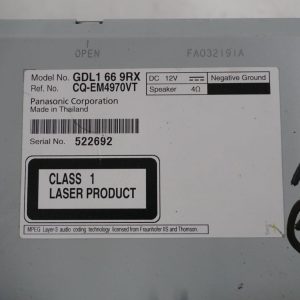 OPEN FA032191A
Model No. GDL1 66 9RX
Ref. No. CQ-EM4970VT
DC 12V Negative Ground
Speaker 4Ω
Panasonic Corporation
Made in Thailand
Serial No. 522692
CLASS 1
LASER PRODUCT
MPEG Layer-3 audio coding technology licensed from Fraunhofer IIS and Thomson.